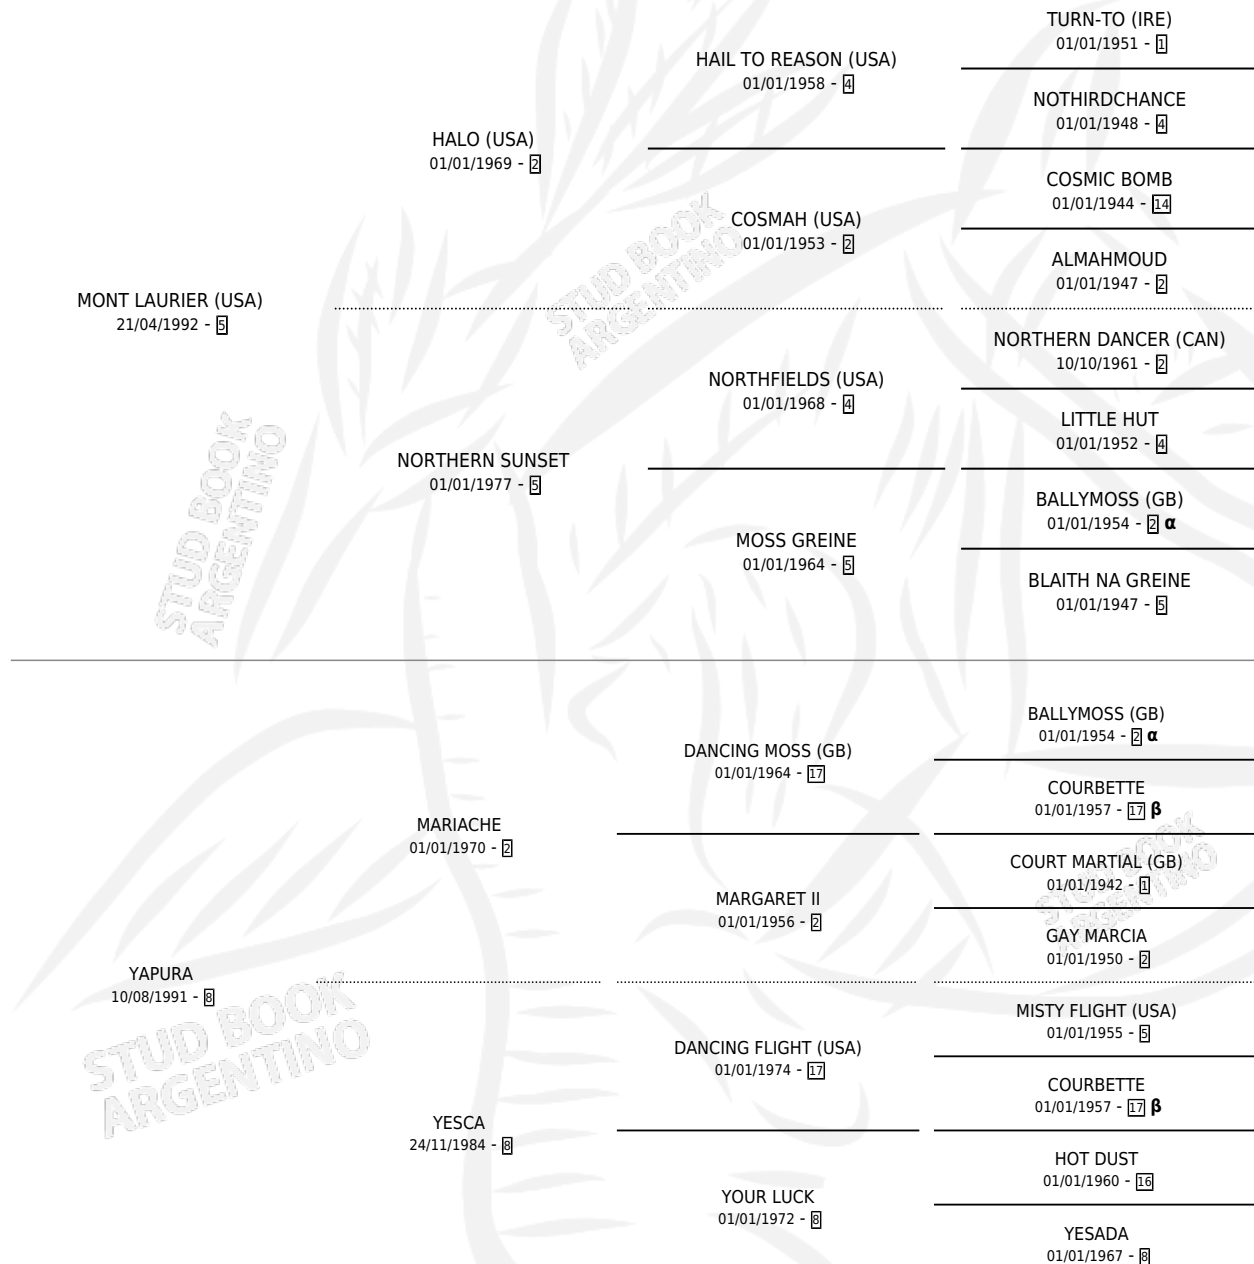 TURN-TO (IRE)
01/01/1951 - 1
HAIL TO REASON (USA)
01/01/1958 - 4
NOTHIRDCHANCE
01/01/1948 - 4
HALO (USA)
01/01/1969 - 2
COSMIC BOMB
01/01/1944 - 14
COSMAH (USA)
01/01/1953 - 2
ALMAHMOUD
01/01/1947 - 2
MONT LAURIER (USA)
21/04/1992 - 5
NORTHERN DANCER (CAN)
10/10/1961 - 2
NORTHFIELDS (USA)
01/01/1968 - 4
LITTLE HUT
01/01/1952 - 4
NORTHERN SUNSET
01/01/1977 - 5
BALLYMOSS (GB)
01/01/1954 - 2 α
MOSS GREINE
01/01/1964 - 5
BLAITH NA GREINE
01/01/1947 - 5
BALLYMOSS (GB)
01/01/1954 - 2 α
DANCING MOSS (GB)
01/01/1964 - 17
COURBETTE
01/01/1957 - 17 β
MARIACHE
01/01/1970 - 2
COURT MARTIAL (GB)
01/01/1942 - 1
MARGARET II
01/01/1956 - 2
GAY MARCIA
01/01/1950 - 2
YAPURA
10/08/1991 - 8
MISTY FLIGHT (USA)
01/01/1955 - 5
DANCING FLIGHT (USA)
01/01/1974 - 17
COURBETTE
01/01/1957 - 17 β
YESCA
24/11/1984 - 8
HOT DUST
01/01/1960 - 16
YOUR LUCK
01/01/1972 - 8
YESADA
01/01/1967 - 8
STUD BOOK
ARGENTINO
STUD BOOK
ARGENTINO
STUD BOOK
ARGENTINO
STUD BOOK
ARGENTINO